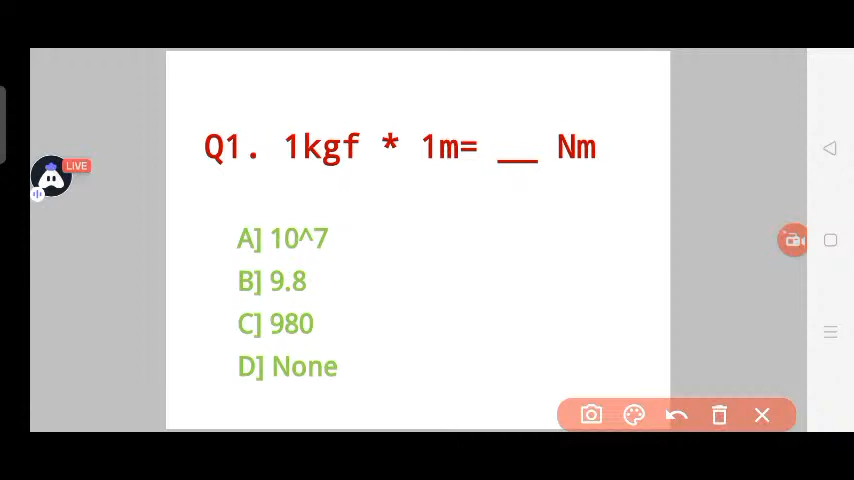 LIVE
Q1. 1kgf * 1m= __ Nm
A] 10^7
B] 9.8
C] 980
D] None